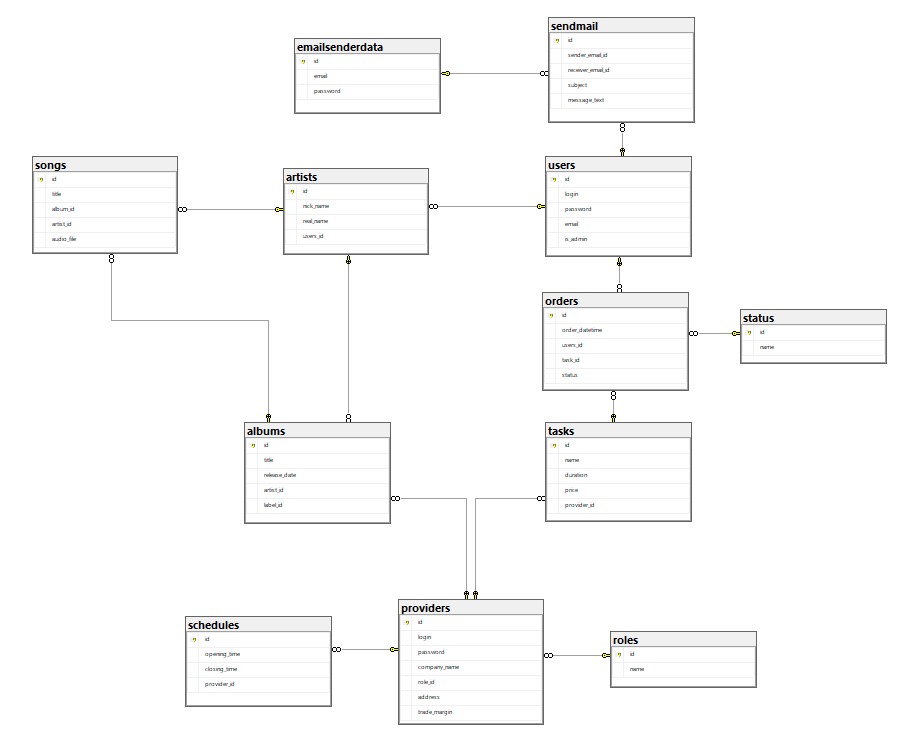 sendmail
id
sender_email_id
receiver_email_id
subject
message_text
emailsenderdata
id
email
password
songs
id
title
album_id
artist_id
audio_file
artists
id
nick_name
real_name
users_id
users
id
login
password
email
is_admin
orders
id
order_datetime
users_id
task_id
status
status
id
name
albums
id
title
release_date
artist_id
label_id
tasks
id
name
duration
price
provider_id
providers
id
login
password
company_name
role_id
address
trade_margin
schedules
id
opening_time
closing_time
provider_id
roles
id
name